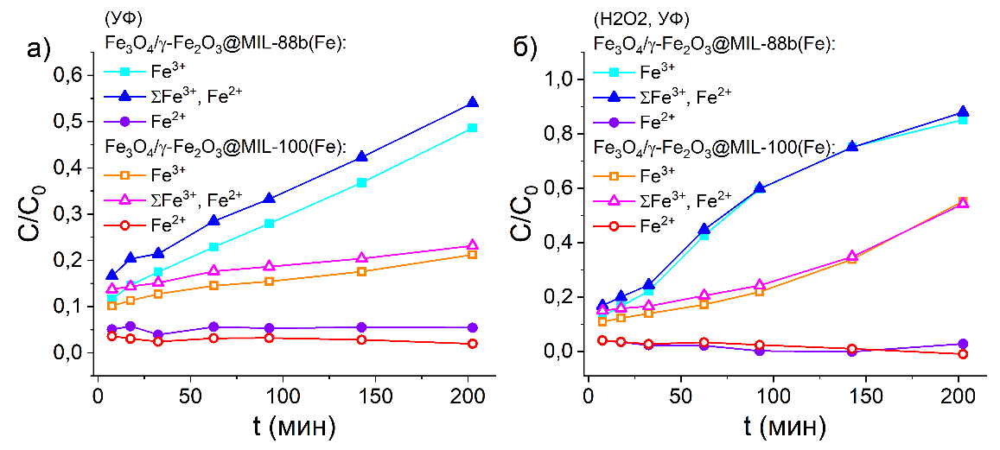 (УФ)
Fe₃O₄/γ-Fe₂O₃@MIL-88b(Fe):
а)
Fe³⁺
ΣFe³⁺, Fe²⁺
Fe²⁺
Fe₃O₄/γ-Fe₂O₃@MIL-100(Fe):
Fe³⁺
ΣFe³⁺, Fe²⁺
Fe²⁺
0,6
0,5
0,4
0,3
0,2
0,1
0,0
C/C₀
0 50 100 150 200
t (мин)
(H2O2, УФ)
Fe₃O₄/γ-Fe₂O₃@MIL-88b(Fe):
б)
Fe³⁺
ΣFe³⁺, Fe²⁺
Fe²⁺
Fe₃O₄/γ-Fe₂O₃@MIL-100(Fe):
Fe³⁺
ΣFe³⁺, Fe²⁺
Fe²⁺
1,0
0,8
0,6
0,4
0,2
0,0
C/C₀
0 50 100 150 200
t (мин)